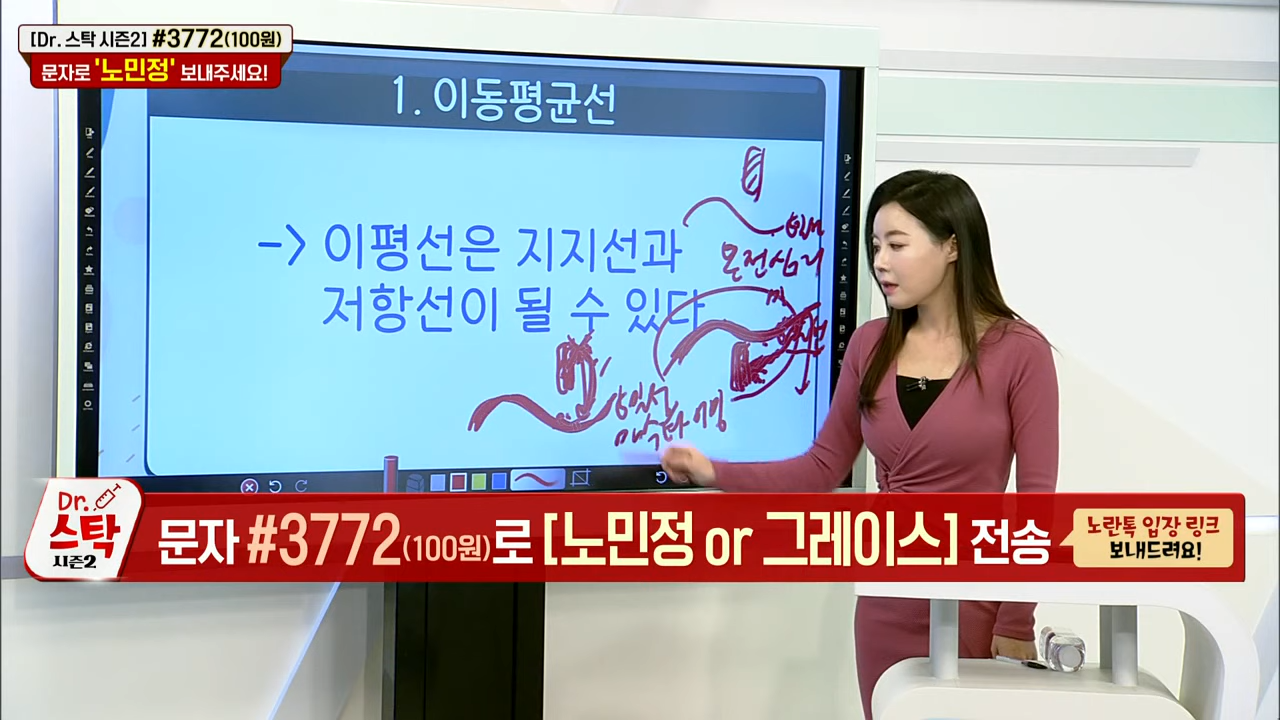 [Dr. 스탁 시즌2] #3772(100원)
문자로 '노민정' 보내주세요!
1. 이동평균선
-> 이평선은 지지선과
저항선이 될 수 있다
본전심리
Dr.
스탁
시즌2
문자 #3772(100원)로 [노민정 or 그레이스] 전송
노란톡 입장 링크
보내드려요!